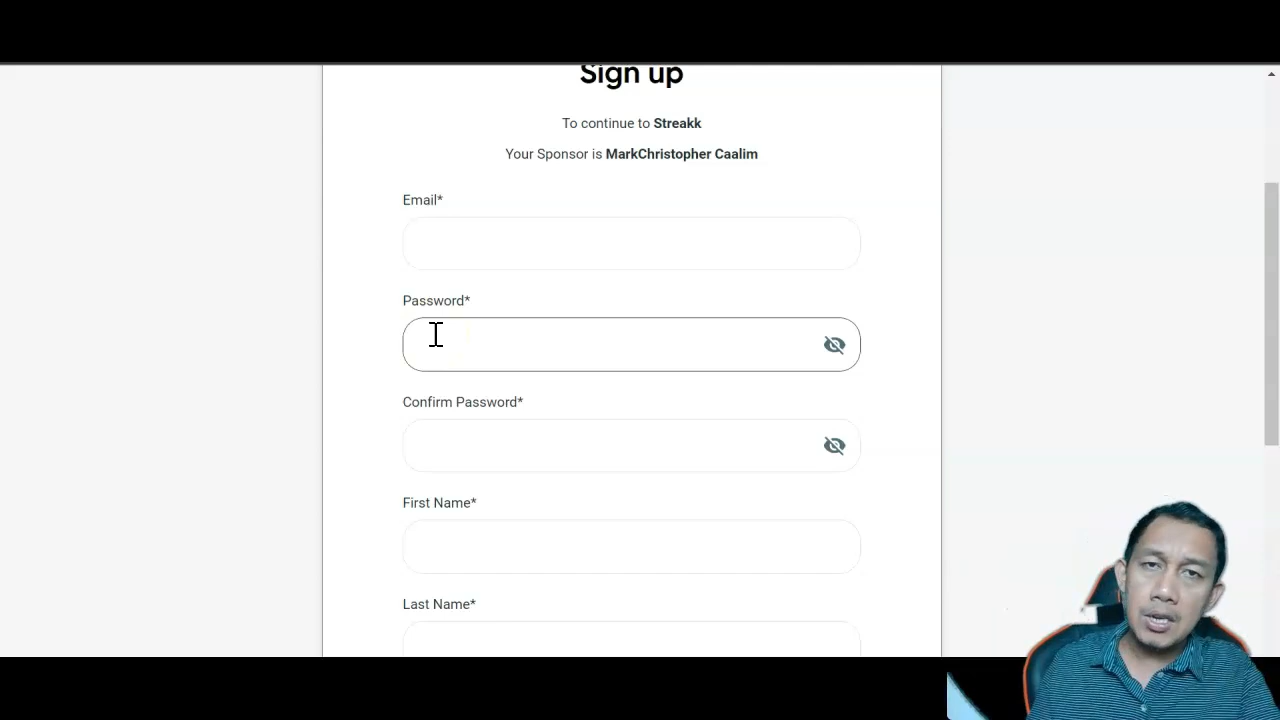 Sign up
To continue to Streakk
Your Sponsor is MarkChristopher Caalim
Email*
Password*
Confirm Password*
First Name*
Last Name*